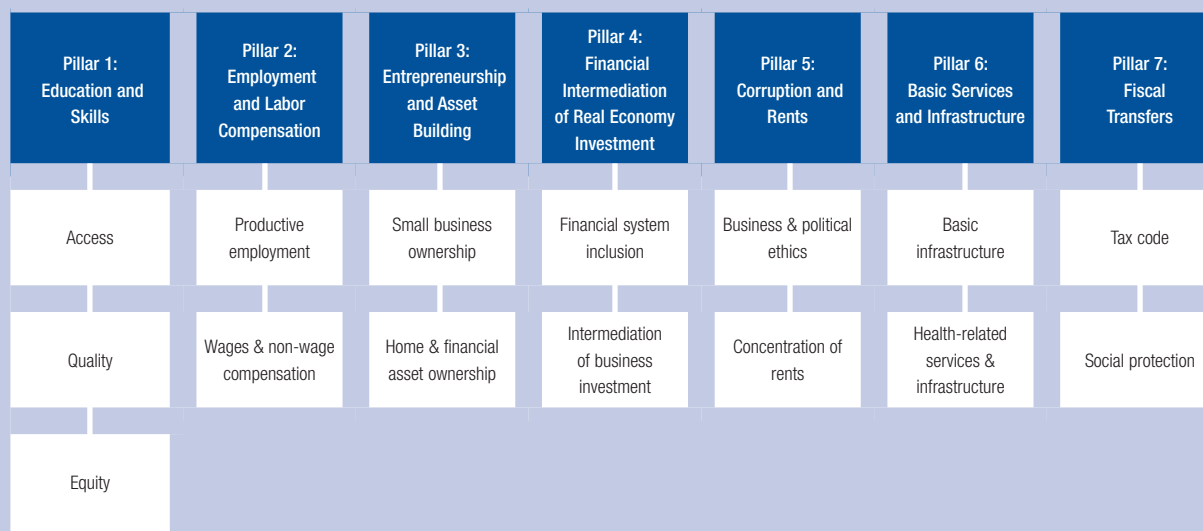 Pillar 1:
Education and
Skills
Pillar 2:
Employment
and Labor
Compensation
Pillar 3:
Entrepreneurship
and Asset
Building
Pillar 4:
Financial
Intermediation
of Real Economy
Investment
Pillar 5:
Corruption and
Rents
Pillar 6:
Basic Services
and Infrastructure
Pillar 7:
Fiscal
Transfers
Access
Productive
employment
Small business
ownership
Financial system
inclusion
Business & political
ethics
Basic
infrastructure
Tax code
Quality
Wages & non-wage
compensation
Home & financial
asset ownership
Intermediation
of business
investment
Concentration of
rents
Health-related
services &
infrastructure
Social protection
Equity